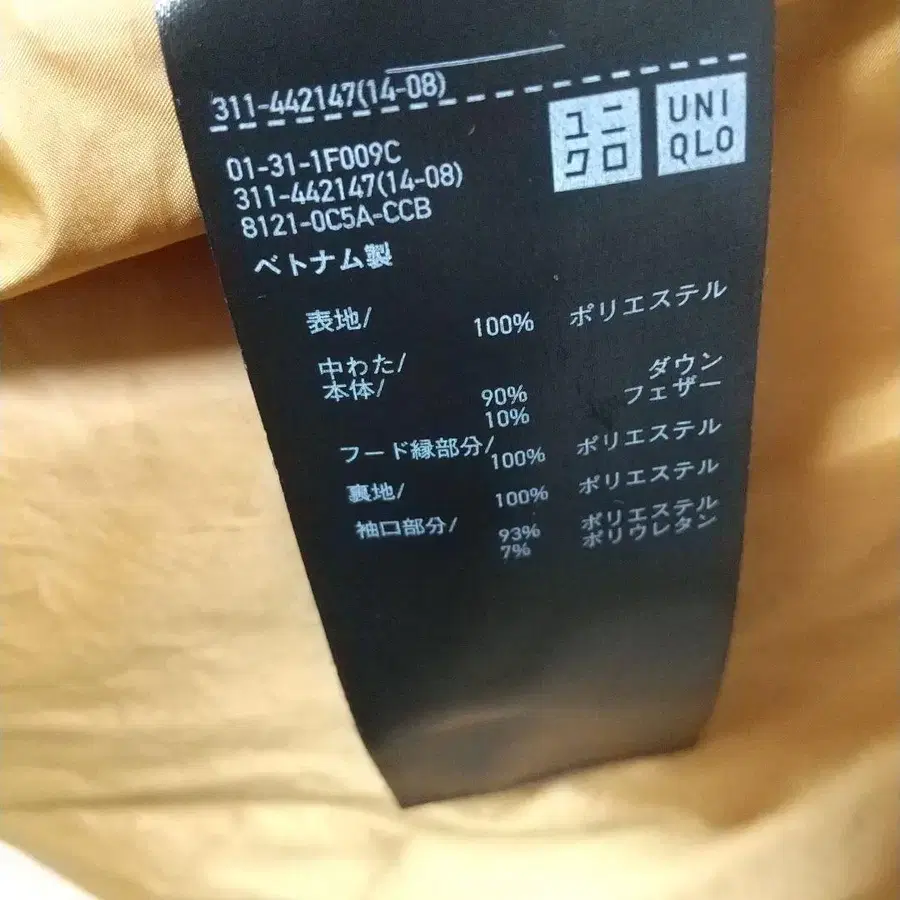 311-442147(14-08)
ユニ
クロ
UNI
QLO
01-31-1F009C
311-442147(14-08)
8121-0C5A-CCB
ベトナム製
表地/ 100% ポリエステル
中わた/
本体/ 90% ダウン
10% フェザー
フード縁部分/ 100% ポリエステル
裏地/ 100% ポリエステル
袖口部分/ 93% ポリエステル
7% ポリウレタン